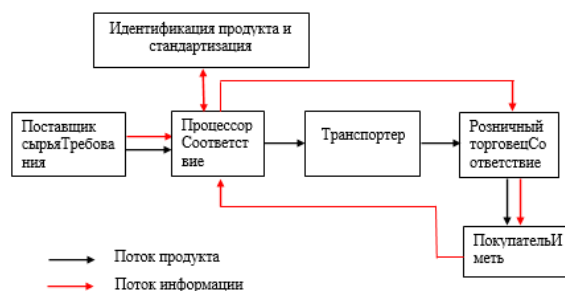 Идентификация продукта и
стандартизация
Поставщик
сырьяТребова
ния
Процессор
Соответст
вие
Транспортер
Розничный
торговецСо
ответствие
ПокупательИ
меть
Поток продукта
Поток информации